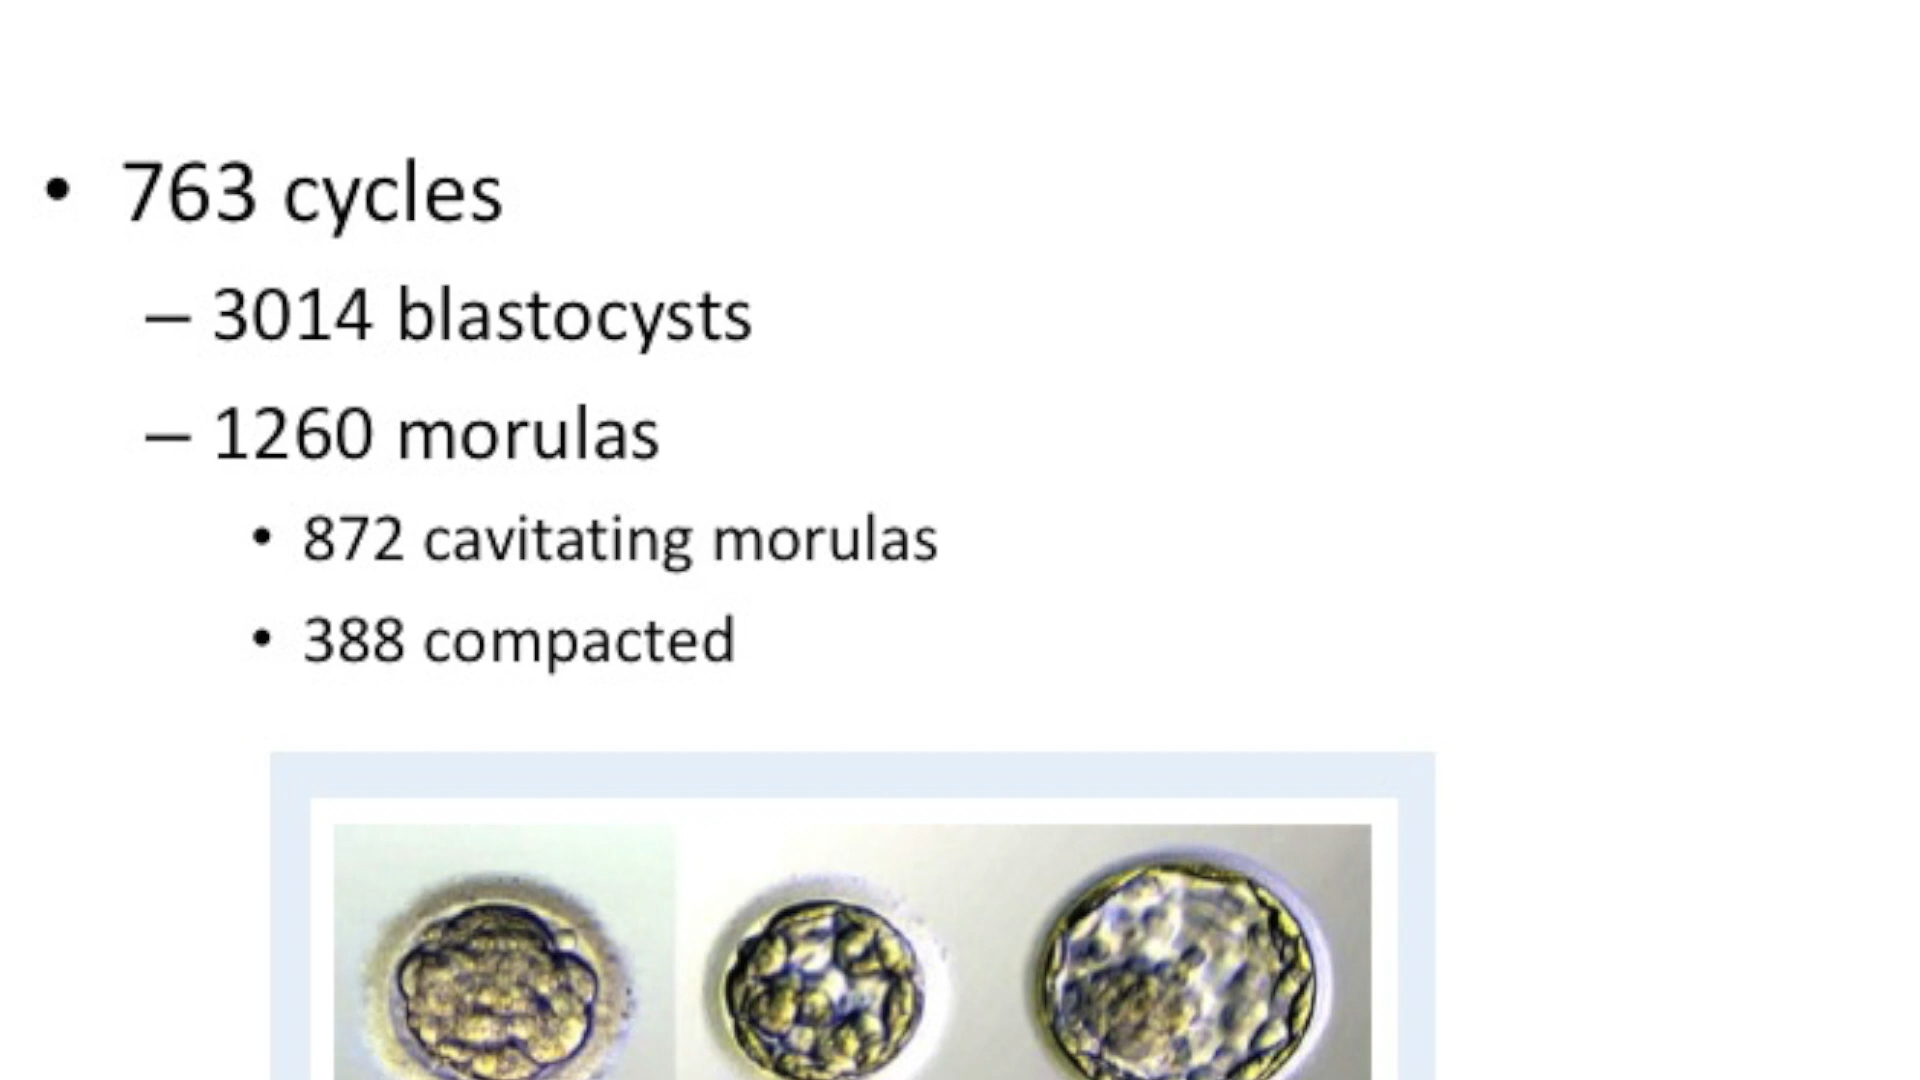 • 763 cycles
– 3014 blastocysts
– 1260 morulas
• 872 cavitating morulas
• 388 compacted